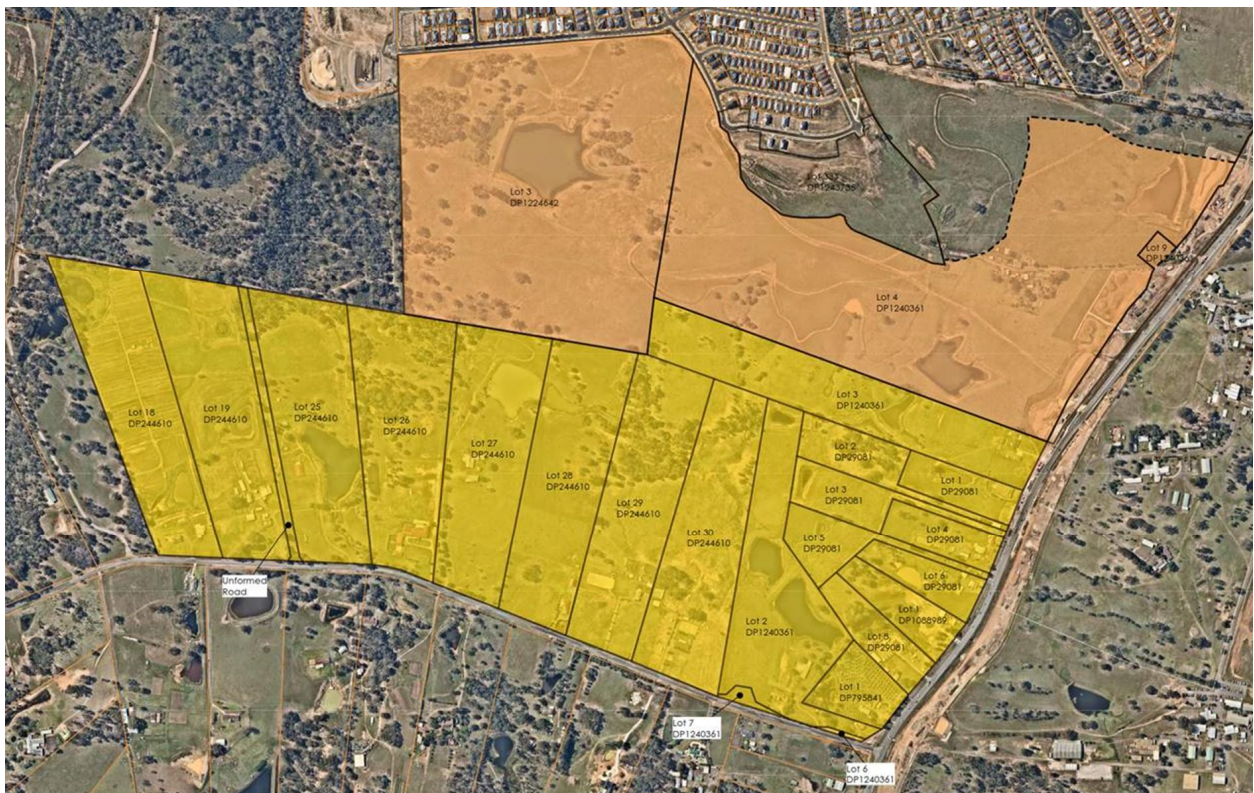 Lot 3
DP1224642
DP1243735
Lot 9
Lot 4
DP1240361
Lot 3
DP1240361
Lot 18
DP244610
Lot 19
DP244610
Lot 25
DP244610
Lot 26
DP244610
Lot 27
DP244610
Lot 28
DP244610
Lot 29
DP244610
Lot 30
DP244610
Lot 2
DP29081
Lot 1
DP29081
Lot 3
DP29081
Lot 4
DP29081
Lot 5
DP29081
Lot 6
DP29081
Lot 1
DP1088989
Lot 8
DP29081
Lot 2
DP1240361
Lot 1
DP795841
Unformed
Road
Lot 7
DP1240361
Lot 6
DP1240361